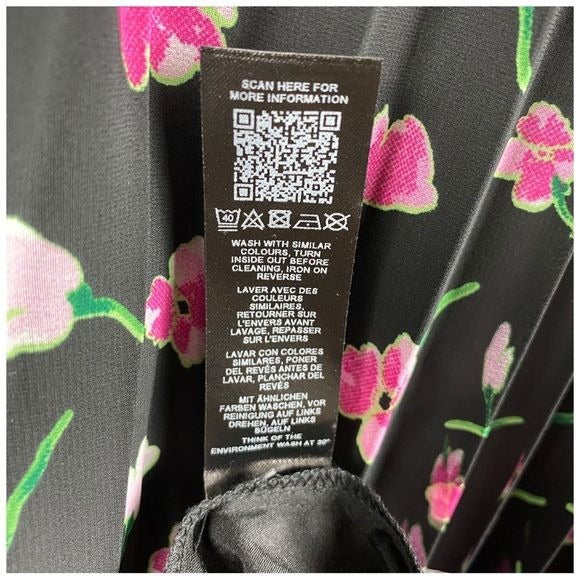 SCAN HERE FOR
MORE INFORMATION
40
WASH WITH SIMILAR
COLOURS, TURN
INSIDE OUT BEFORE
CLEANING, IRON ON
REVERSE
LAVER AVEC DES
COULEURS
SIMILAIRES,
RETOURNER SUR
L'ENVERS AVANT
LAVAGE, REPASSER
SUR L'ENVERS
LAVAR CON COLORES
SIMILARES, PONER
DEL REVÉS ANTES DE
LAVAR, PLANCHAR DEL
REVÉS
MIT ÄHNLICHEN
FARBEN WASCHEN, VOR
REINIGUNG AUF LINKS
DREHEN, AUF LINKS
BÜGELN
THINK OF THE
ENVIRONMENT WASH AT 30°